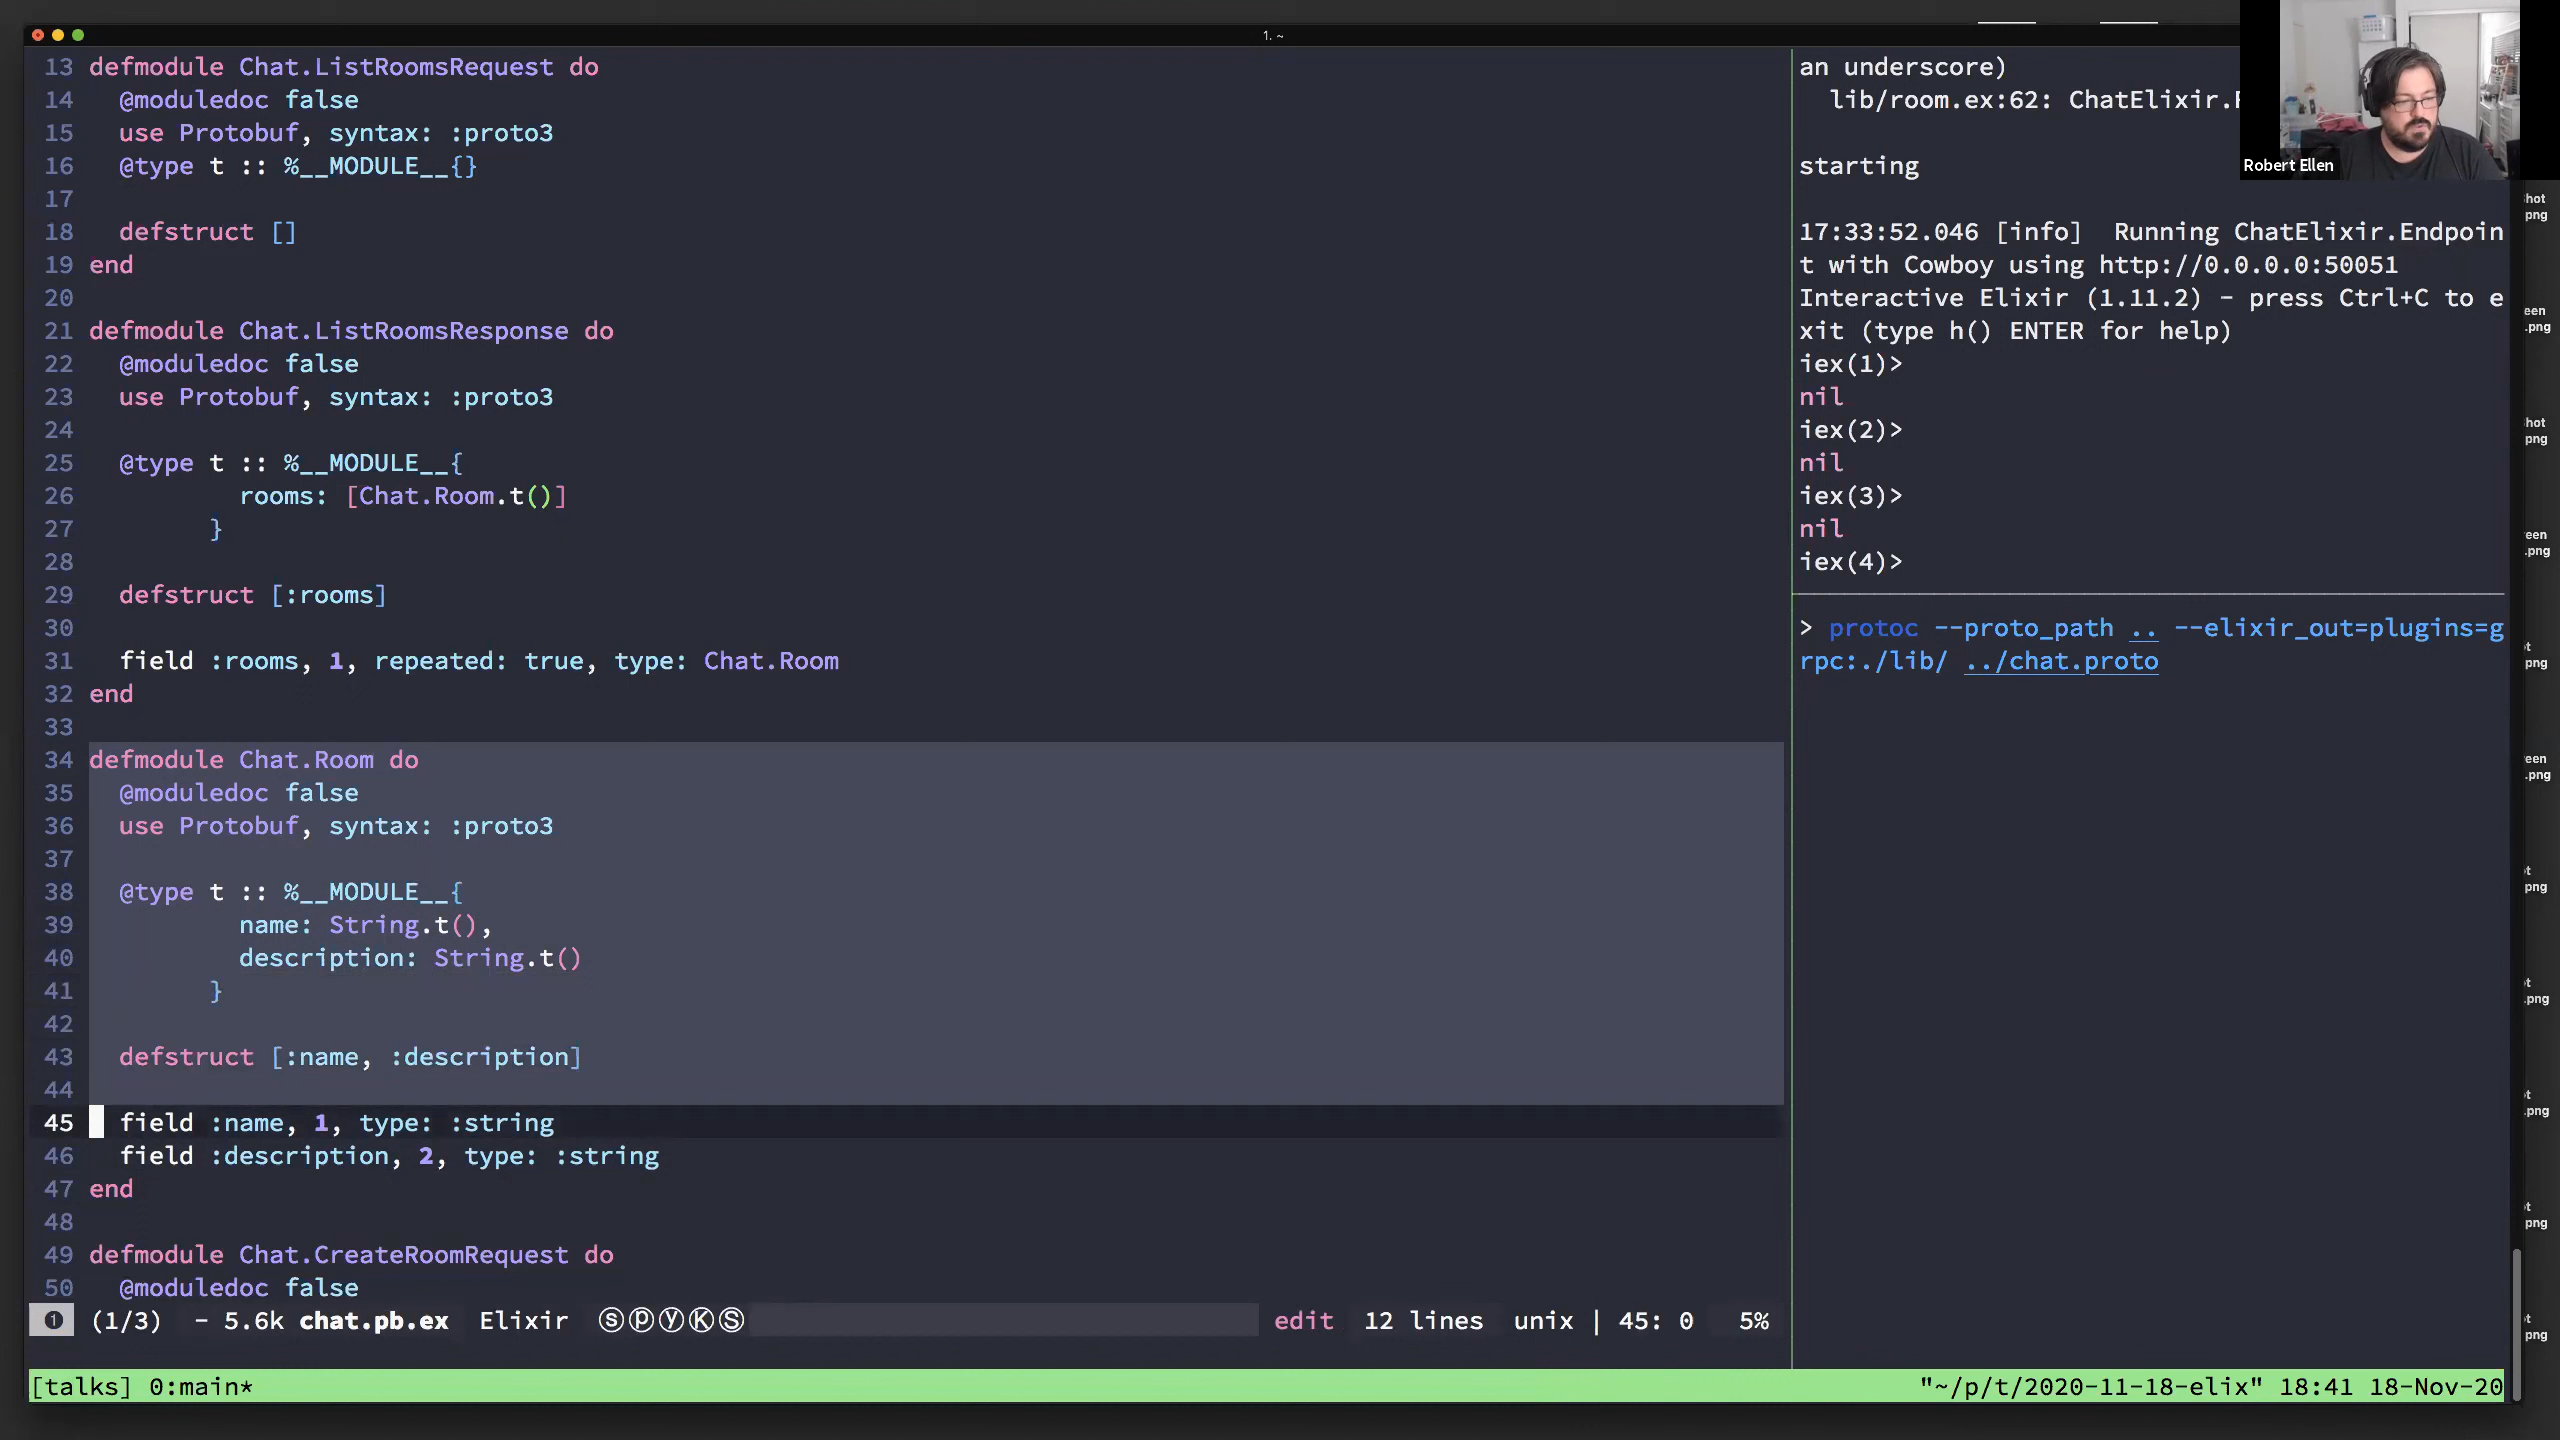 1. ~
13 defmodule Chat.ListRoomsRequest do
14   @moduledoc false
15   use Protobuf, syntax: :proto3
16   @type t :: %__MODULE__{}
17
18   defstruct []
19 end
20
21 defmodule Chat.ListRoomsResponse do
22   @moduledoc false
23   use Protobuf, syntax: :proto3
24
25   @type t :: %__MODULE__{
26           rooms: [Chat.Room.t()]
27         }
28
29   defstruct [:rooms]
30
31   field :rooms, 1, repeated: true, type: Chat.Room
32 end
33
34 defmodule Chat.Room do
35   @moduledoc false
36   use Protobuf, syntax: :proto3
37
38   @type t :: %__MODULE__{
39           name: String.t(),
40           description: String.t()
41         }
42
43   defstruct [:name, :description]
44
45   field :name, 1, type: :string
46   field :description, 2, type: :string
47 end
48
49 defmodule Chat.CreateRoomRequest do
50   @moduledoc false
❶ (1/3) - 5.6k chat.pb.ex Elixir ⓢⓟⓨⓀⓈ edit 12 lines unix | 45: 0 5%
an underscore)
  lib/room.ex:62: ChatElixir.
starting
17:33:52.046 [info]  Running ChatElixir.Endpoin
t with Cowboy using http://0.0.0.0:50051
Interactive Elixir (1.11.2) - press Ctrl+C to e
xit (type h() ENTER for help)
iex(1)>
nil
iex(2)>
nil
iex(3)>
nil
iex(4)>
> protoc --proto_path .. --elixir_out=plugins=g
rpc:./lib/ ../chat.proto
[talks] 0:main* "~/p/t/2020-11-18-elix" 18:41 18-Nov-20
Robert Ellen